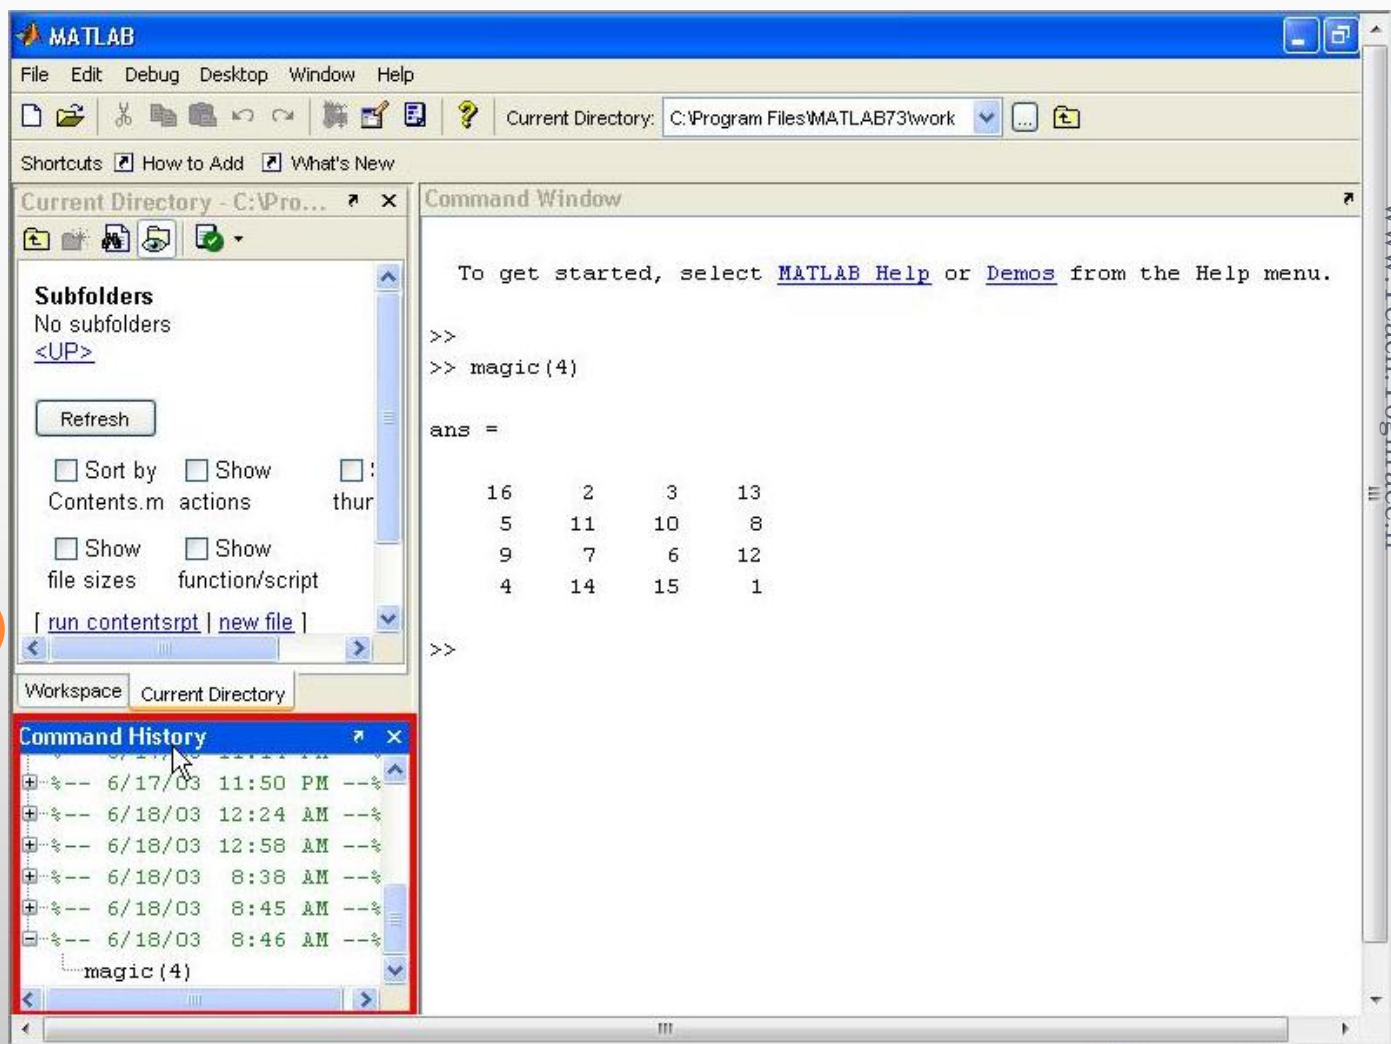 MATLAB
File Edit Debug Desktop Window Help
Current Directory: C:\Program Files\MATLAB73\work ...
Shortcuts How to Add What's New
Current Directory - C:\Pro...
Subfolders
No subfolders
<UP>
Refresh
Sort by Show
Contents.m actions thur
Show Show
file sizes function/script
[ run contentsrpt | new file ]
Workspace Current Directory
Command History
%-- 6/17/03 11:50 PM --%
%-- 6/18/03 12:24 AM --%
%-- 6/18/03 12:58 AM --%
%-- 6/18/03 8:38 AM --%
%-- 6/18/03 8:45 AM --%
%-- 6/18/03 8:46 AM --%
magic(4)
Command Window
To get started, select MATLAB Help or Demos from the Help menu.
>>
>> magic(4)
ans =
16 2 3 13
5 11 10 8
9 7 6 12
4 14 15 1
>>